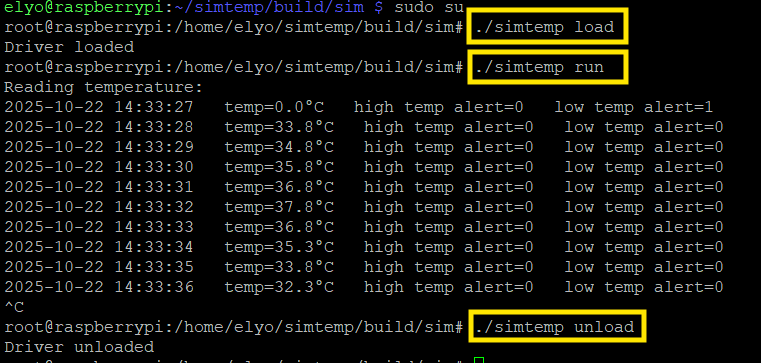 elyo@raspberrypi:~/simtemp/build/sim $ sudo su
root@raspberrypi:/home/elyo/simtemp/build/sim# ./simtemp load
Driver loaded
root@raspberrypi:/home/elyo/simtemp/build/sim# ./simtemp run
Reading temperature:
2025-10-22 14:33:27   temp=0.0°C   high temp alert=0   low temp alert=1
2025-10-22 14:33:28   temp=33.8°C   high temp alert=0   low temp alert=0
2025-10-22 14:33:29   temp=34.8°C   high temp alert=0   low temp alert=0
2025-10-22 14:33:30   temp=35.8°C   high temp alert=0   low temp alert=0
2025-10-22 14:33:31   temp=36.8°C   high temp alert=0   low temp alert=0
2025-10-22 14:33:32   temp=37.8°C   high temp alert=0   low temp alert=0
2025-10-22 14:33:33   temp=36.8°C   high temp alert=0   low temp alert=0
2025-10-22 14:33:34   temp=35.3°C   high temp alert=0   low temp alert=0
2025-10-22 14:33:35   temp=33.8°C   high temp alert=0   low temp alert=0
2025-10-22 14:33:36   temp=32.3°C   high temp alert=0   low temp alert=0
^C
root@raspberrypi:/home/elyo/simtemp/build/sim# ./simtemp unload
Driver unloaded